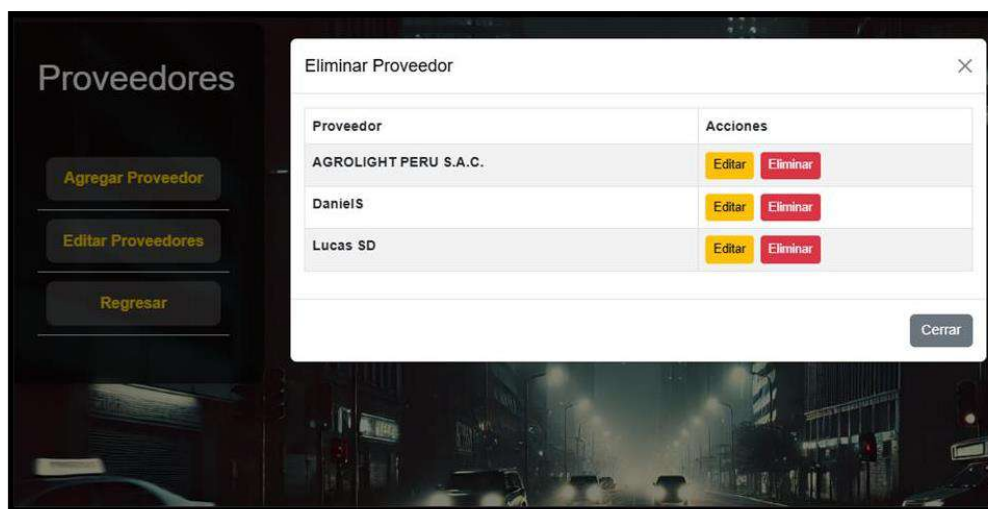 Proveedores
Agregar Proveedor
Editar Proveedores
Regresar
Eliminar Proveedor
Proveedor Acciones
AGROLIGHT PERU S.A.C. Editar Eliminar
DanielS Editar Eliminar
Lucas SD Editar Eliminar
Cerrar